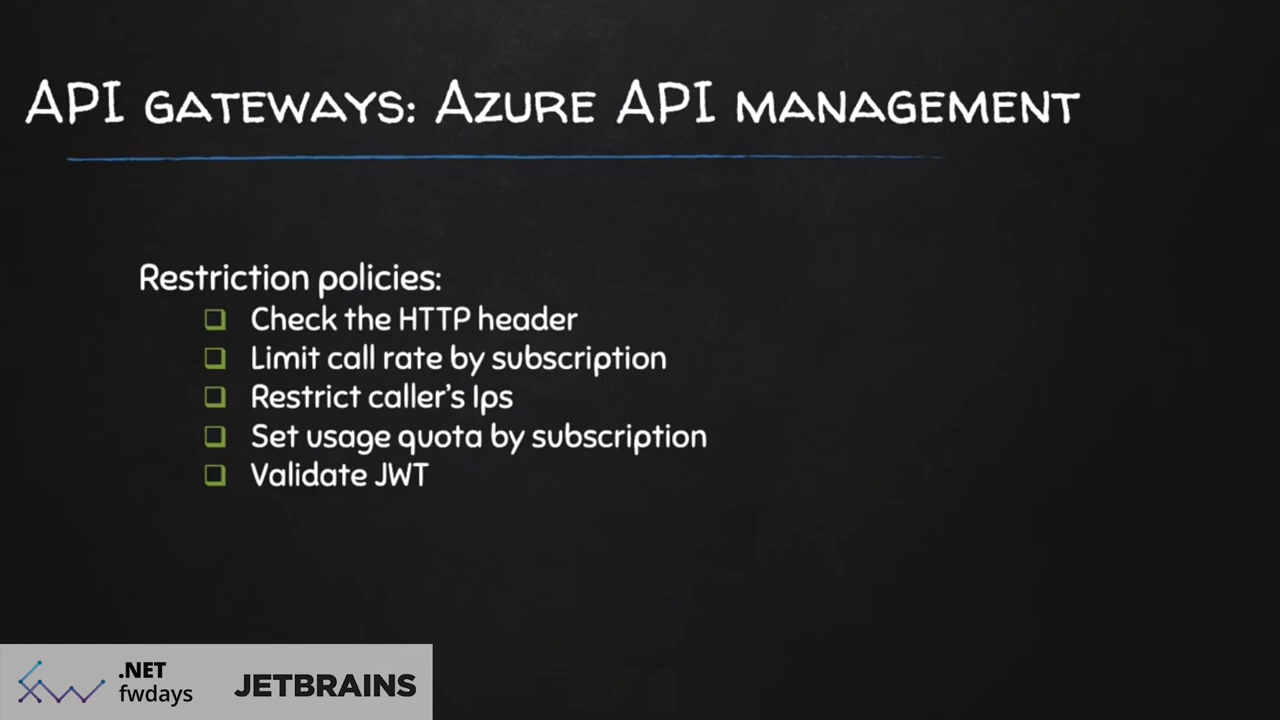 API GATEWAYS: AZURE API MANAGEMENT
Restriction policies:
Check the HTTP header
Limit call rate by subscription
Restrict caller's Ips
Set usage quota by subscription
Validate JWT
.NET
fwdays
JETBRAINS